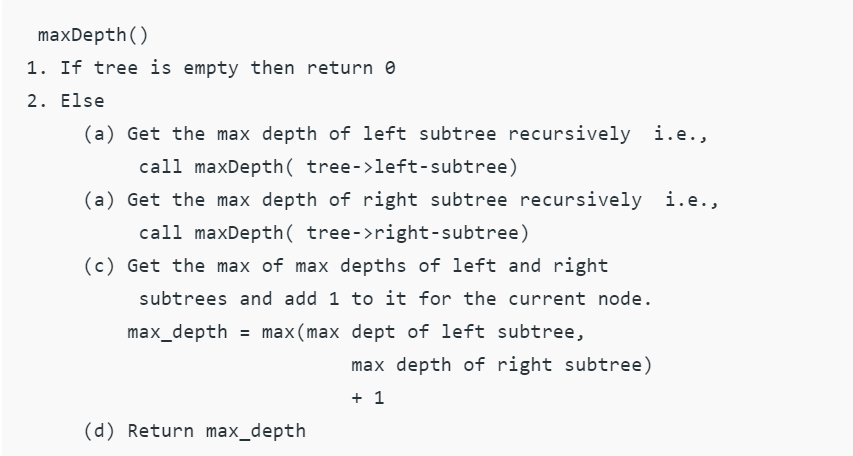 maxDepth()
1. If tree is empty then return 0
2. Else
(a) Get the max depth of left subtree recursively i.e.,
call maxDepth( tree->left-subtree)
(a) Get the max depth of right subtree recursively i.e.,
call maxDepth( tree->right-subtree)
(c) Get the max of max depths of left and right
subtrees and add 1 to it for the current node.
max_depth = max(max dept of left subtree,
max depth of right subtree)
+ 1
(d) Return max_depth